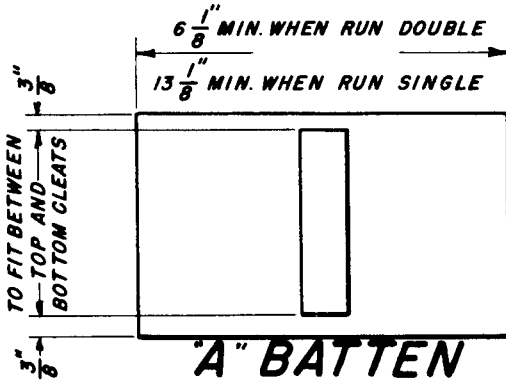 6 1/8" MIN. WHEN RUN DOUBLE
13 1/8" MIN. WHEN RUN SINGLE
3/8"
TO FIT BETWEEN
TOP AND
BOTTOM CLEATS
3/8"
"A" BATTEN